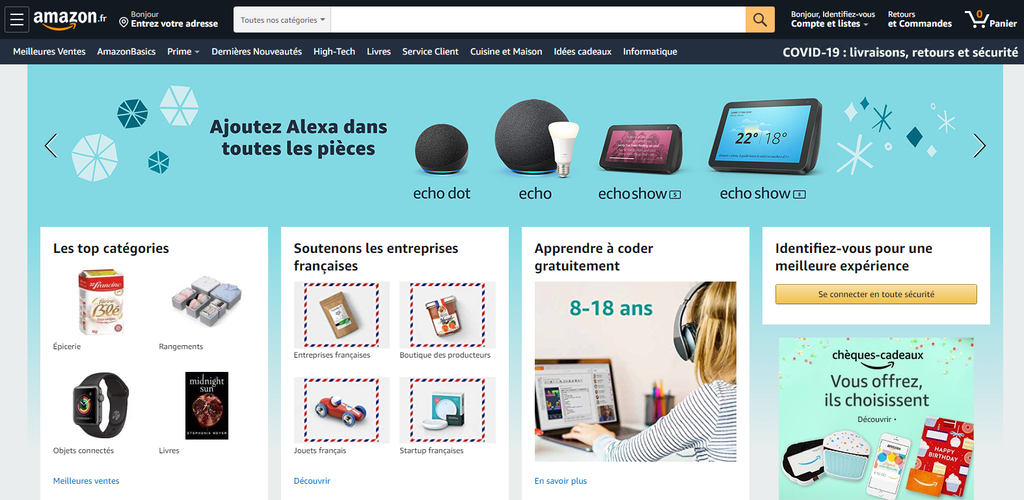 amazon.fr
Bonjour
Entrez votre adresse
Toutes nos catégories
Bonjour, Identifiez-vous
Compte et listes
Retours
et Commandes
0
Panier
Meilleures Ventes AmazonBasics Prime Dernières Nouveautés High-Tech Livres Service Client Cuisine et Maison Idées cadeaux Informatique
COVID-19 : livraisons, retours et sécurité
Ajoutez Alexa dans
toutes les pièces
22° 18°
echo dot
echo
echo show 5
echo show 8
Les top catégories
francine
Blé
Épicerie
Rangements
midnight
sun
STEPHENIE MEYER
Objets connectés
Livres
Meilleures ventes
Soutenons les entreprises
françaises
Entreprises françaises
Boutique des producteurs
Jouets français
Startup françaises
Découvrir
Apprendre à coder
gratuitement
8-18 ans
En savoir plus
Identifiez-vous pour une
meilleure expérience
Se connecter en toute sécurité
chèques-cadeaux
Vous offrez,
ils choisissent
Découvrir
HAPPY
BIRTHDAY